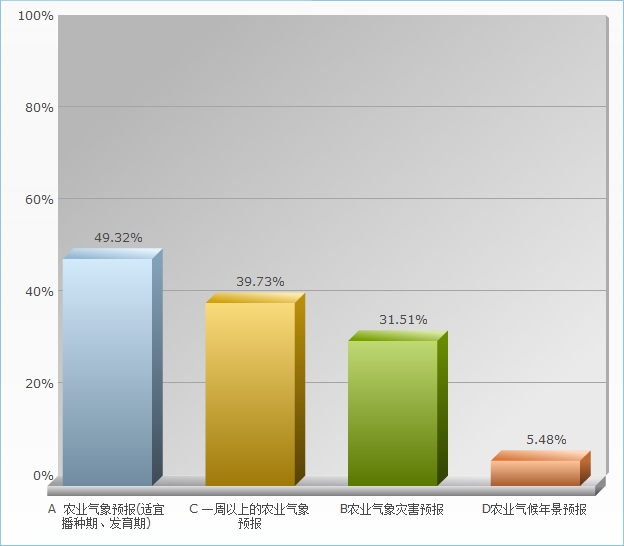 100%
80%
60%
40%
20%
0%
49.32%
39.73%
31.51%
5.48%
A 农业气象预报(适宜
播种期、发育期)
C 一周以上的农业气象
预报
B农业气象灾害预报
D农业气候年景预报